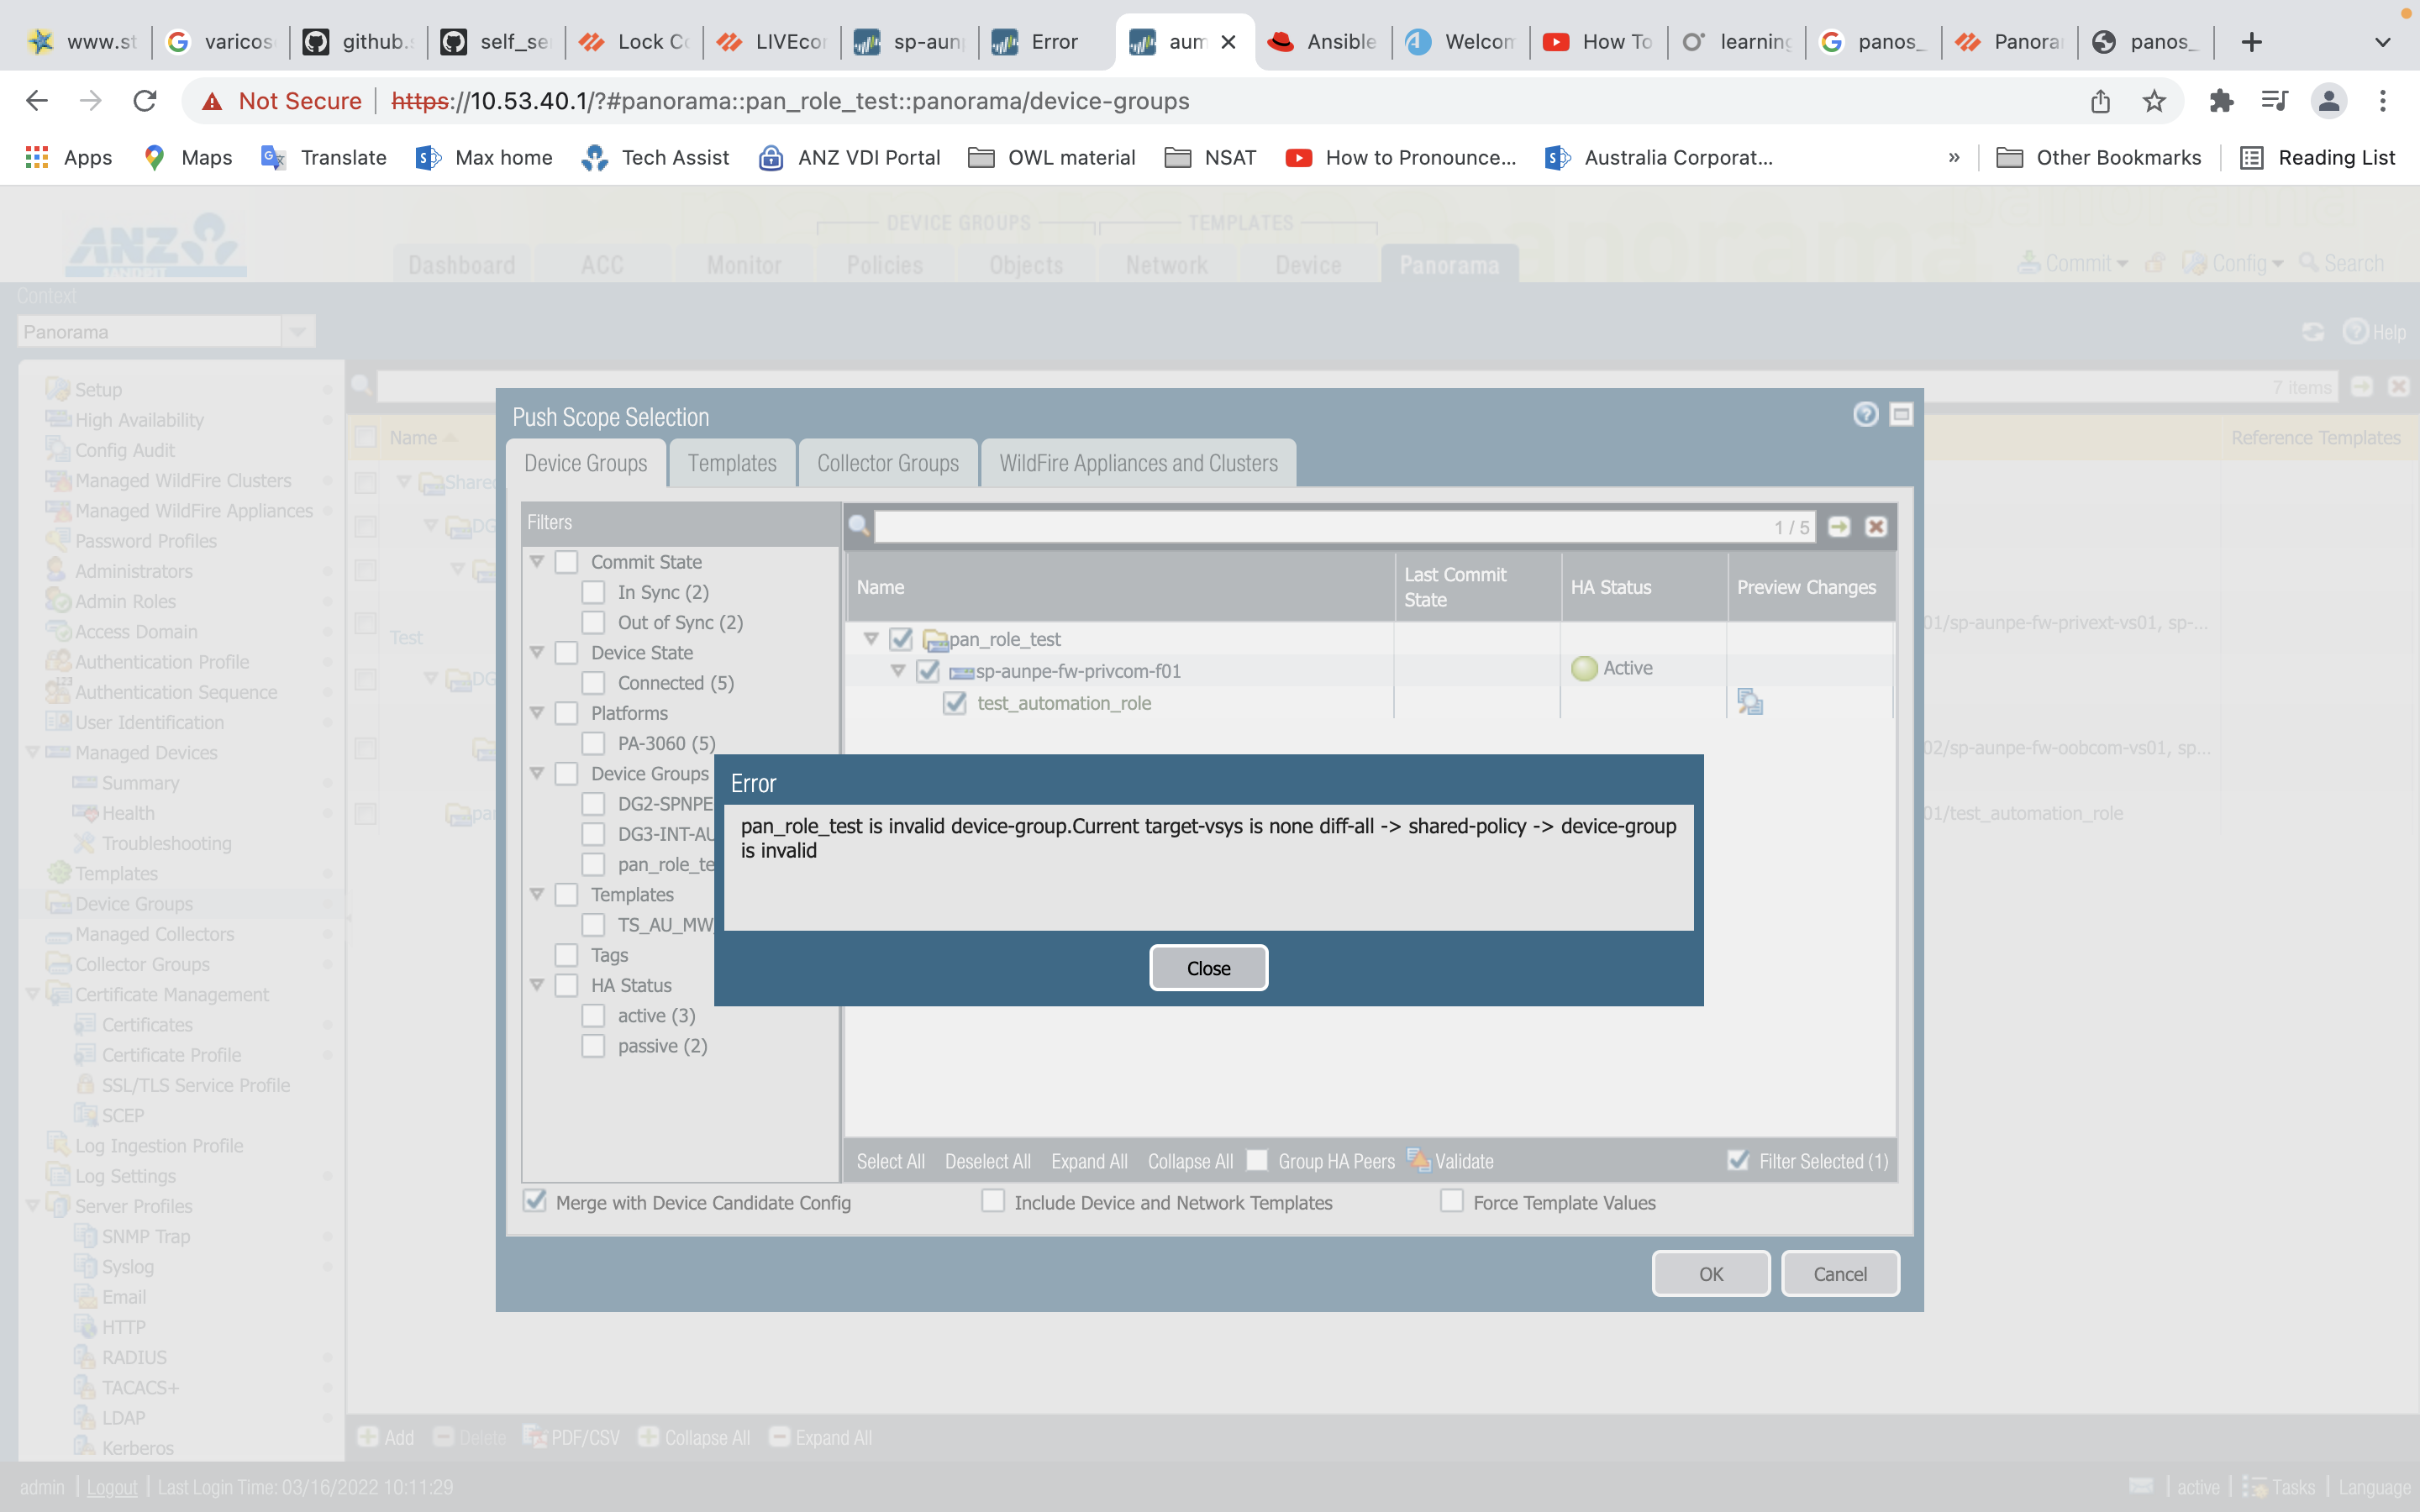 www.st
varicos
github.
self_se
Lock Co
LIVEcor
sp-aun
Error
aum
Ansible
Welcon
How To
learning
panos_
Panora
panos_
Not Secure
https://10.53.40.1/?#panorama::pan_role_test::panorama/device-groups
Apps
Maps
Translate
Max home
Tech Assist
ANZ VDI Portal
OWL material
NSAT
How to Pronounce...
Australia Corporat...
»
Other Bookmarks
Reading List
ANZ
DEVICE GROUPS
TEMPLATES
Dashboard
ACC
Monitor
Policies
Objects
Network
Device
Panorama
Commit
Config
Search
Context
Panorama
Help
Setup
High Availability
Config Audit
Managed WildFire Clusters
Managed WildFire Appliances
Password Profiles
Administrators
Admin Roles
Access Domain
Authentication Profile
Authentication Sequence
User Identification
Managed Devices
Summary
Health
Troubleshooting
Templates
Device Groups
Managed Collectors
Collector Groups
Certificate Management
Certificates
Certificate Profile
SSL/TLS Service Profile
SCEP
Log Ingestion Profile
Log Settings
Server Profiles
SNMP Trap
Syslog
Email
HTTP
RADIUS
TACACS+
LDAP
Kerberos
7 items
Name
Reference Templates
Shared
DG
Test
DG
pan
01/sp-aunpe-fw-privext-vs01, sp-...
02/sp-aunpe-fw-oobcom-vs01, sp...
01/test_automation_role
Push Scope Selection
Device Groups
Templates
Collector Groups
WildFire Appliances and Clusters
Filters
Commit State
In Sync (2)
Out of Sync (2)
Device State
Connected (5)
Platforms
PA-3060 (5)
Device Groups
DG2-SPNPE
DG3-INT-AU
pan_role_te
Templates
TS_AU_MW
Tags
HA Status
active (3)
passive (2)
1 / 5
Name
Last Commit State
HA Status
Preview Changes
pan_role_test
sp-aunpe-fw-privcom-f01
Active
test_automation_role
Error
pan_role_test is invalid device-group.Current target-vsys is none diff-all -> shared-policy -> device-group
is invalid
Close
Select All
Deselect All
Expand All
Collapse All
Group HA Peers
Validate
Filter Selected (1)
Merge with Device Candidate Config
Include Device and Network Templates
Force Template Values
OK
Cancel
Add
Delete
PDF/CSV
Collapse All
Expand All
admin
Logout
Last Login Time: 03/16/2022 10:11:29
active
Tasks
Language